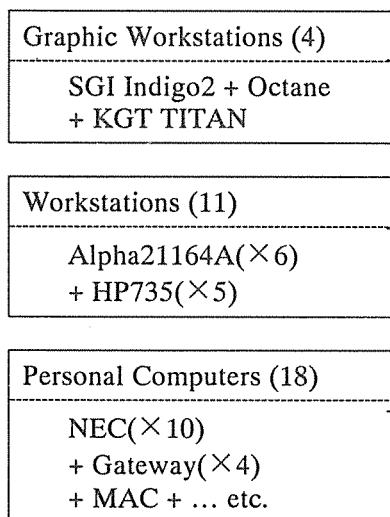 Graphic Workstations (4)
SGI Indigo2 + Octane
+ KGT TITAN
Workstations (11)
Alpha21164A(×6)
+ HP735(×5)
Personal Computers (18)
NEC(×10)
+ Gateway(×4)
+ MAC + ... etc.